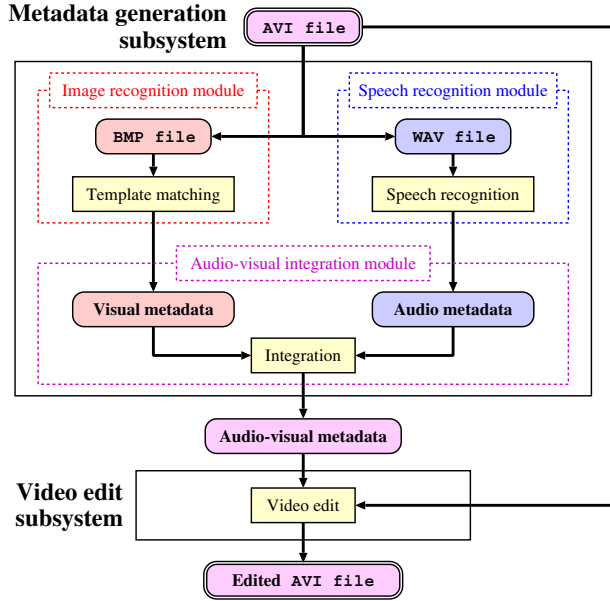 Metadata generation
subsystem
AVI file
Image recognition module
Speech recognition module
BMP file
WAV file
Template matching
Speech recognition
Audio-visual integration module
Visual metadata
Audio metadata
Integration
Audio-visual metadata
Video edit
subsystem
Video edit
Edited AVI file